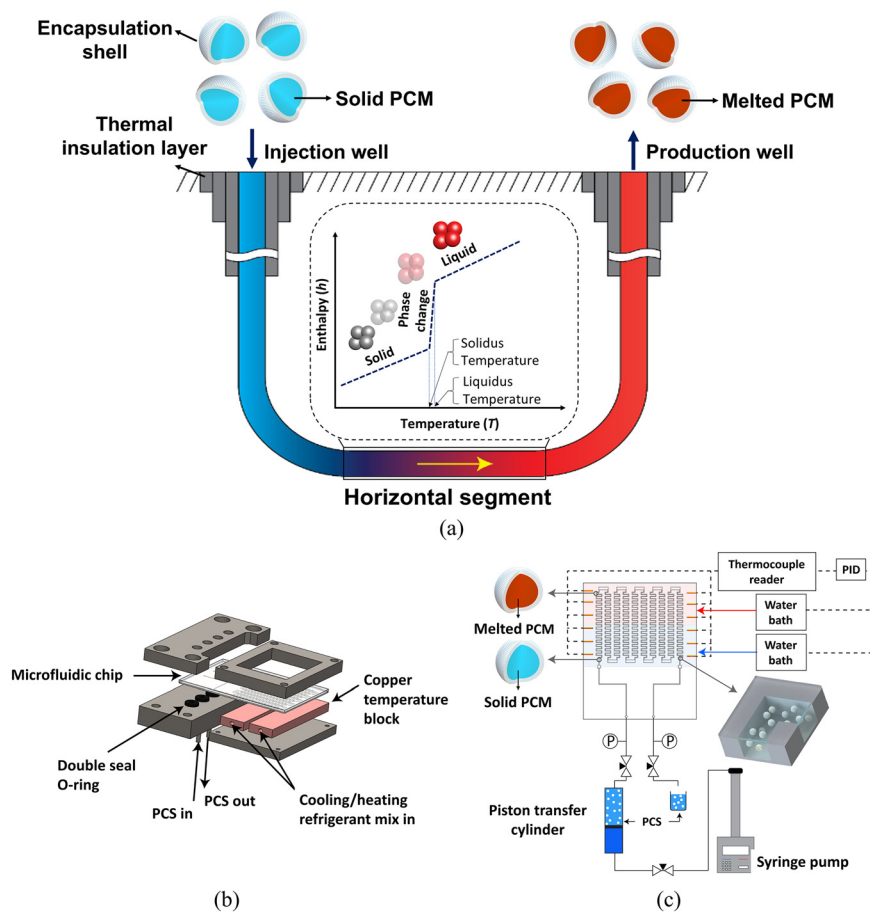 Encapsulation
shell
Solid PCM
Melted PCM
Thermal
insulation layer
Injection well
Production well
Enthalpy (h)
Solid
Phase
change
Liquid
Solidus
Temperature
Liquidus
Temperature
Temperature (T)
Horizontal segment
(a)
Microfluidic chip
Double seal
O-ring
PCS in
PCS out
Copper
temperature
block
Cooling/heating
refrigerant mix in
(b)
Thermocouple
reader
PID
Water
bath
Water
bath
Melted PCM
Solid PCM
P
P
Piston transfer
cylinder
PCS
Syringe pump
(c)